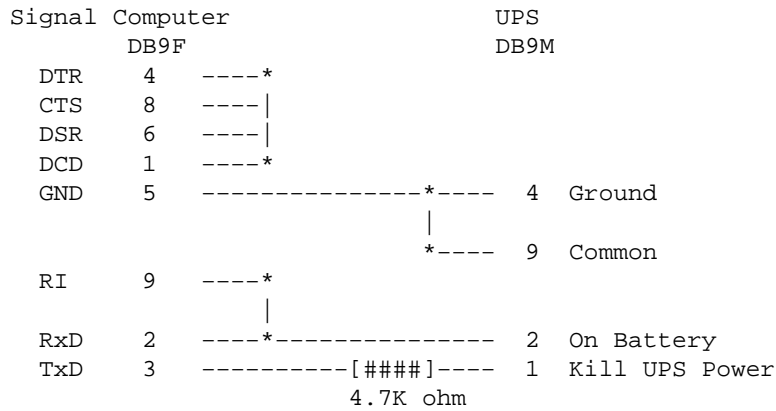 Signal Computer                         UPS
         DB9F                           DB9M
  DTR    4    ----*
  CTS    8    ----|
  DSR    6    ----|
  DCD    1    ----*
  GND    5    ---------------*----  4  Ground
                             |
                             *----  9  Common
  RI     9    ----*
                  |
  RxD    2    ----*---------------  2  On Battery
  TxD    3    ----------[####]----  1  Kill UPS Power
                        4.7K ohm